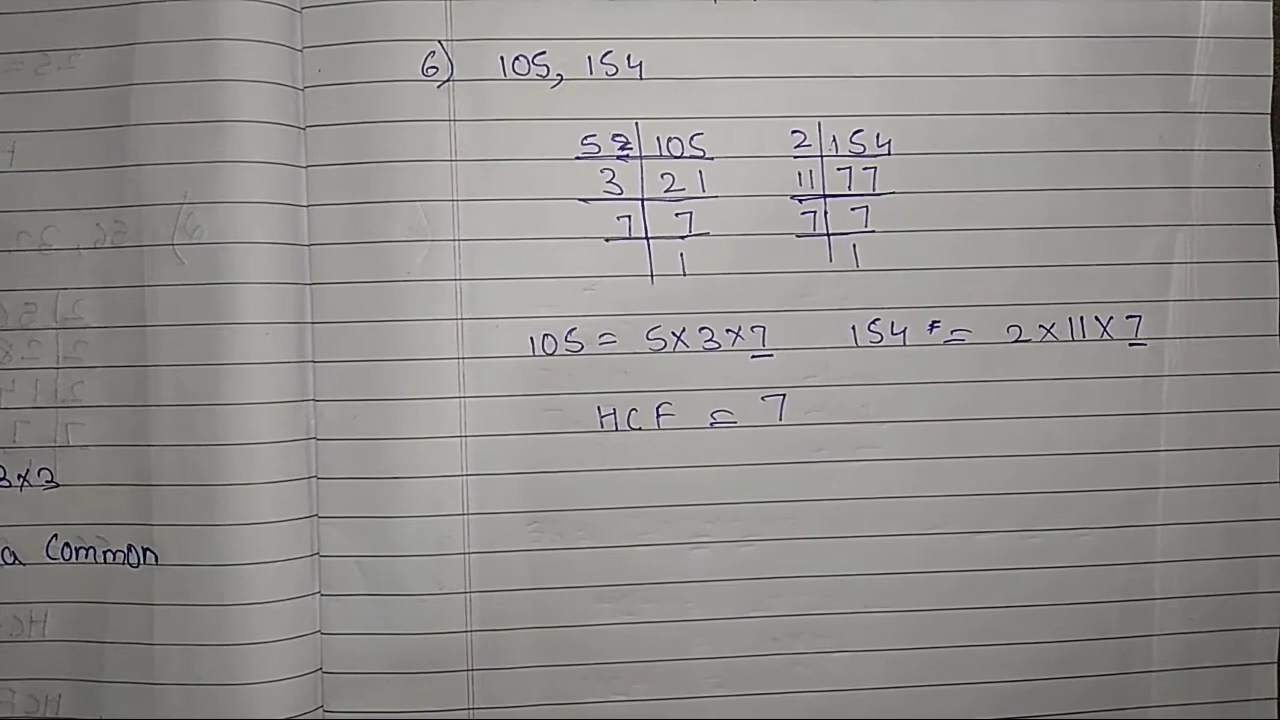 6) 105, 154
5 | 105 2 | 154
3 | 21 11 | 77
7 | 7 7 | 7
1 1
105 = 5×3×7 154 = 2×11×7
HCF = 7
3×3
a Common